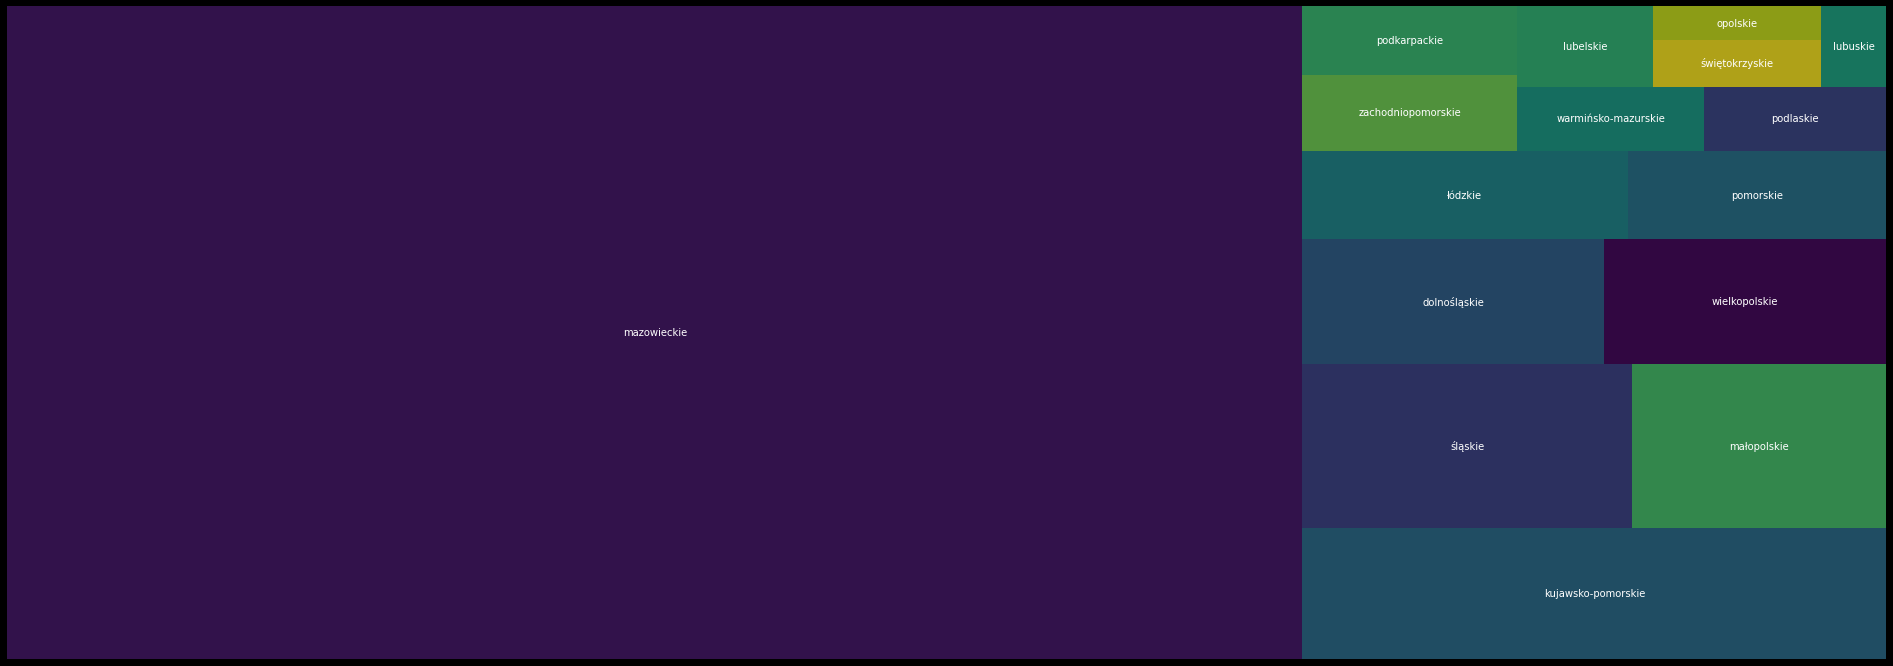 mazowieckie
podkarpackie
zachodniopomorskie
lubelskie
opolskie
świętokrzyskie
lubuskie
warmińsko-mazurskie
podlaskie
łódzkie
pomorskie
dolnośląskie
wielkopolskie
śląskie
małopolskie
kujawsko-pomorskie